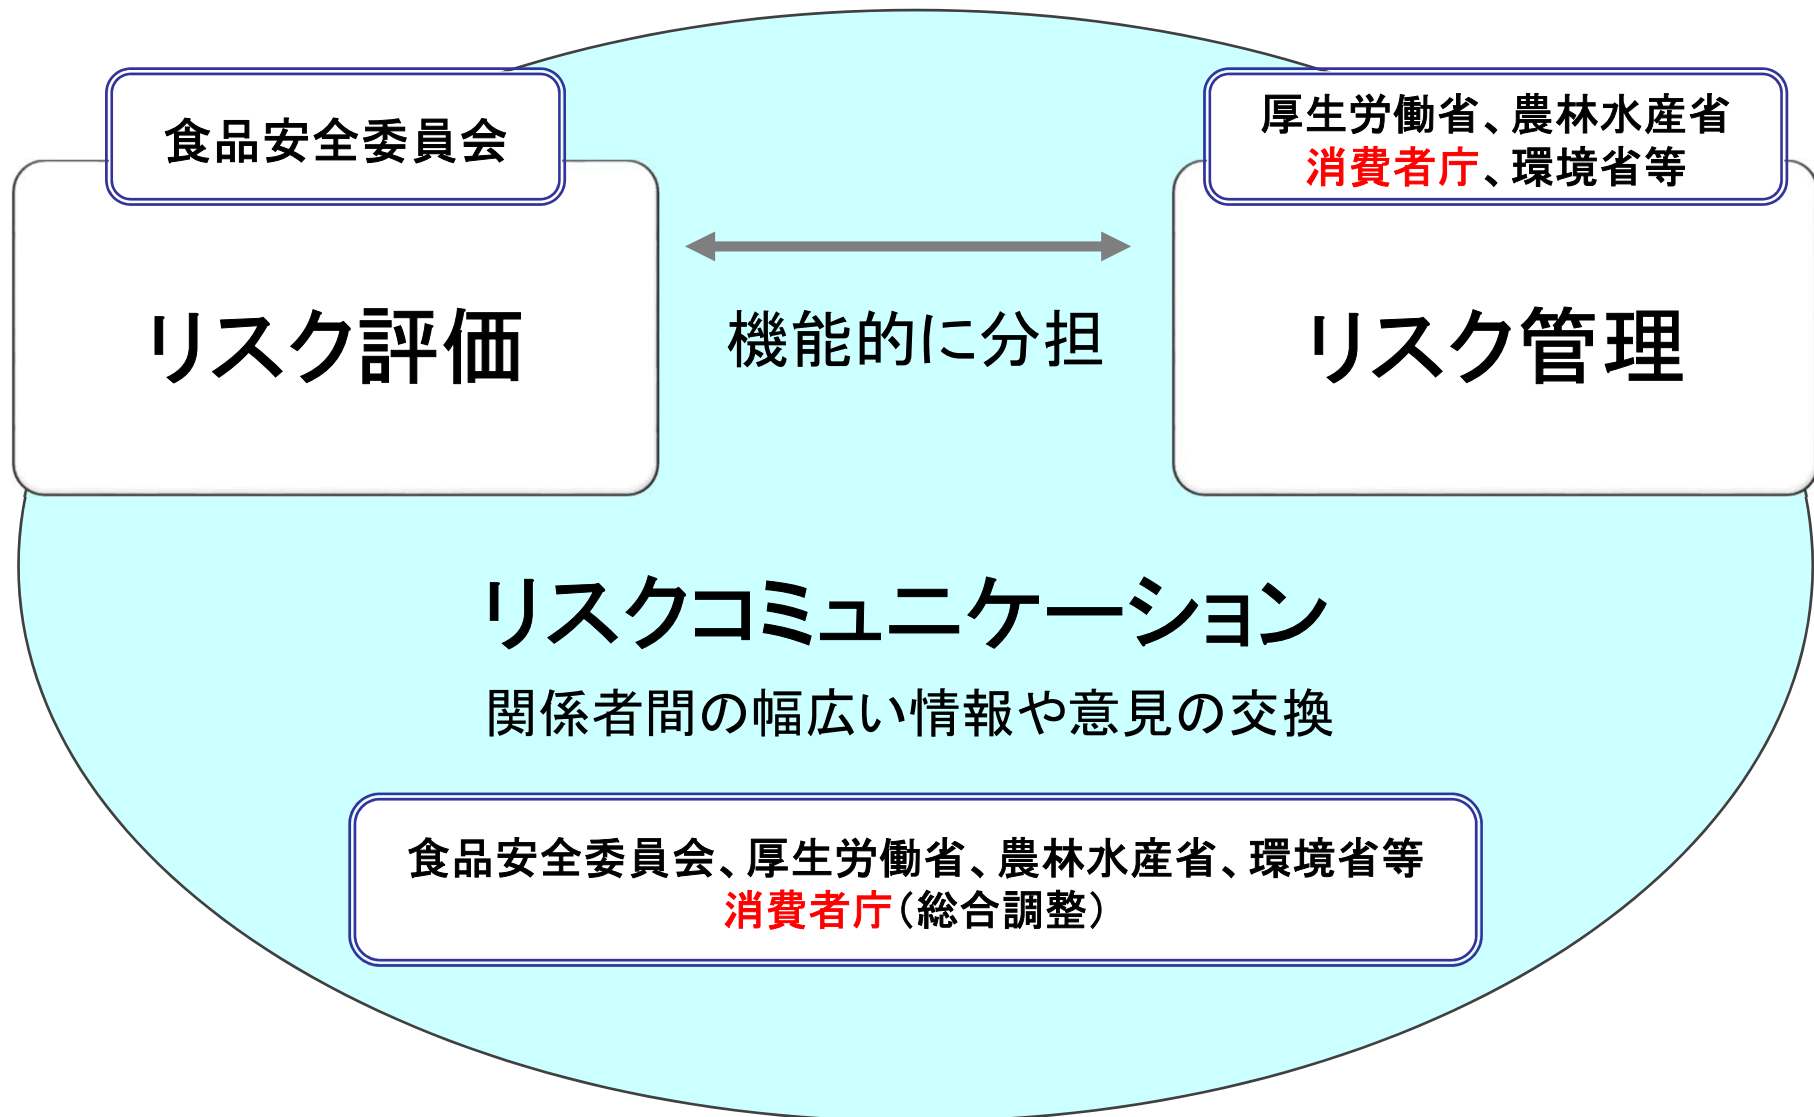 食品安全委員会
厚生労働省、農林水産省
消費者庁、環境省等
リスク評価
機能的に分担
リスク管理
リスクコミュニケーション
関係者間の幅広い情報や意見の交換
食品安全委員会、厚生労働省、農林水産省、環境省等
消費者庁（総合調整）